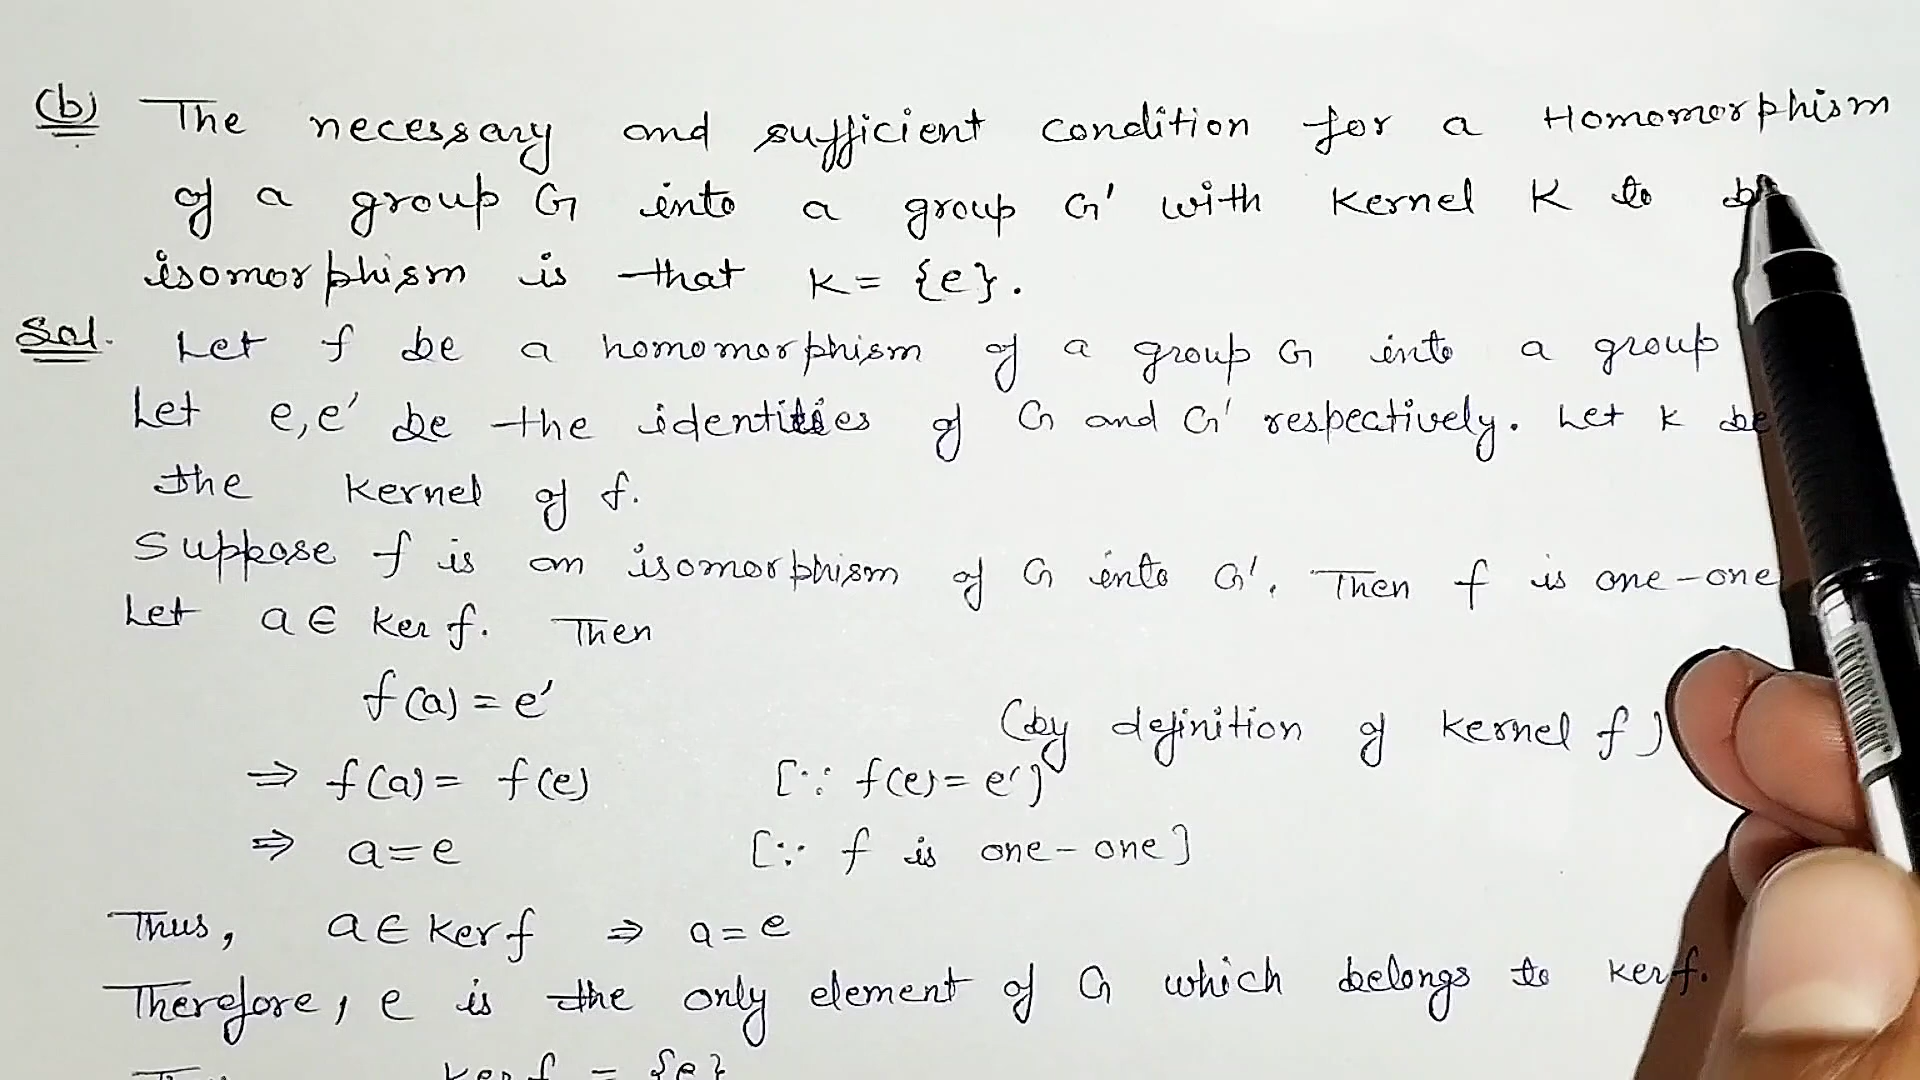 (b) The necessary and sufficient condition for a Homomorphism
of a group G into a group G' with Kernel K to
isomorphism is that K = {e}.
Sol. Let f be a homomorphism of a group G into a group
Let e, e' be the identities of G and G' respectively. Let K be
the Kernel of f.
Suppose f is an isomorphism of G into G'. Then f is one-one
Let a ∈ Ker f. Then
f(a) = e' (by definition of Kernel f)
⇒ f(a) = f(e) [∵ f(e) = e']
⇒ a = e [∵ f is one-one]
Thus, a ∈ Ker f ⇒ a = e
Therefore, e is the only element of G which belongs to ker f.
ker f = {e}